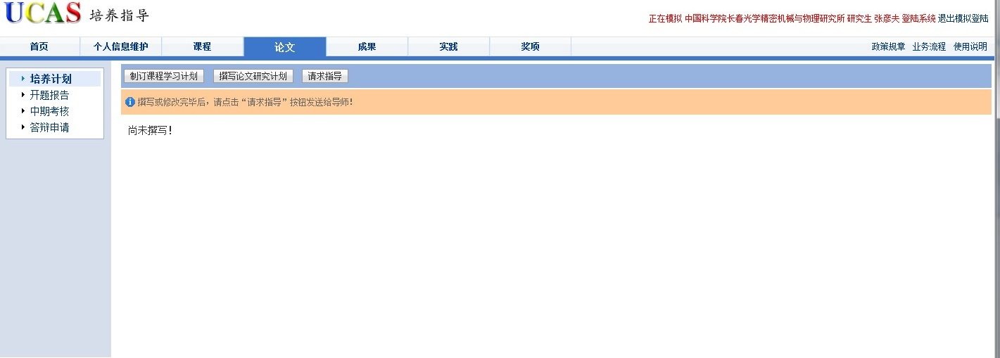 UCAS 培养指导
正在模拟 中国科学院长春光学精密机械与物理研究所 研究生 张彦夫 登陆系统 退出模拟登陆
首页 个人信息维护 课程 论文 成果 实践 奖项 政策规章 业务流程 使用说明
培养计划
开题报告
中期考核
答辩申请
制订课程学习计划 撰写论文研究计划 请求指导
撰写或修改完毕后，请点击“请求指导”按钮发送给导师！
尚未撰写！